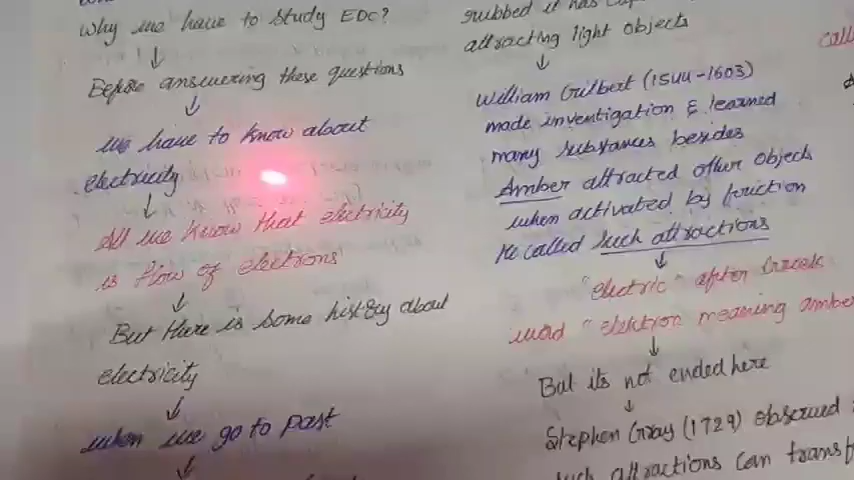 Why we have to study EDC?
Before answering these questions
we have to know about
electricity
All we know that electricity
is flow of electrons
But there is some history about
electricity
when we go to past
rubbed it has
attracting light objects
William Gilbert (1544-1603)
made inventigation & learned
many substances besides
Amber attracted other objects
when activated by friction
He called such attractions
"electric" after Greek
word "elektron meaning amber
But its not ended here
Stephen Gray (1729) observed
such attractions can
call